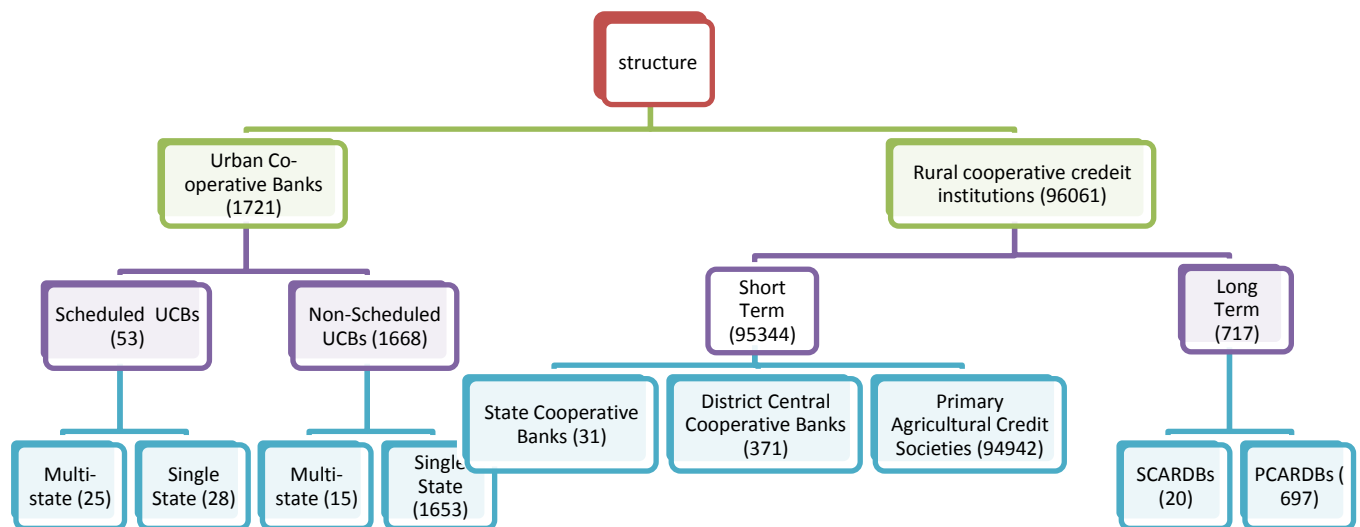 structure
Urban Co-
operative Banks
(1721)
Rural cooperative credeit
institutions (96061)
Scheduled UCBs
(53)
Non-Scheduled
UCBs (1668)
Short
Term
(95344)
Long
Term
(717)
Multi-
state (25)
Single
State (28)
Multi-
state (15)
Single
State
(1653)
State Cooperative
Banks (31)
District Central
Cooperative Banks
(371)
Primary
Agricultural Credit
Societies (94942)
SCARDBs
(20)
PCARDBs (
697)